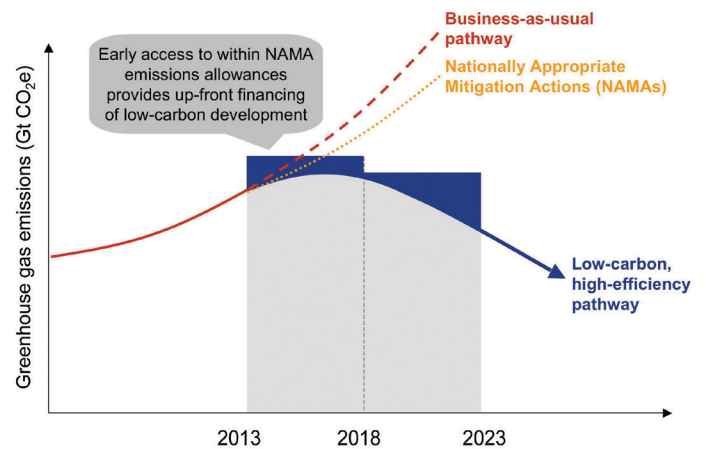 Business-as-usual
pathway
Early access to within NAMA
emissions allowances
provides up-front financing
of low-carbon development
Nationally Appropriate
Mitigation Actions (NAMAs)
Greenhouse gas emissions (Gt CO₂e)
Low-carbon,
high-efficiency
pathway
2013 2018 2023